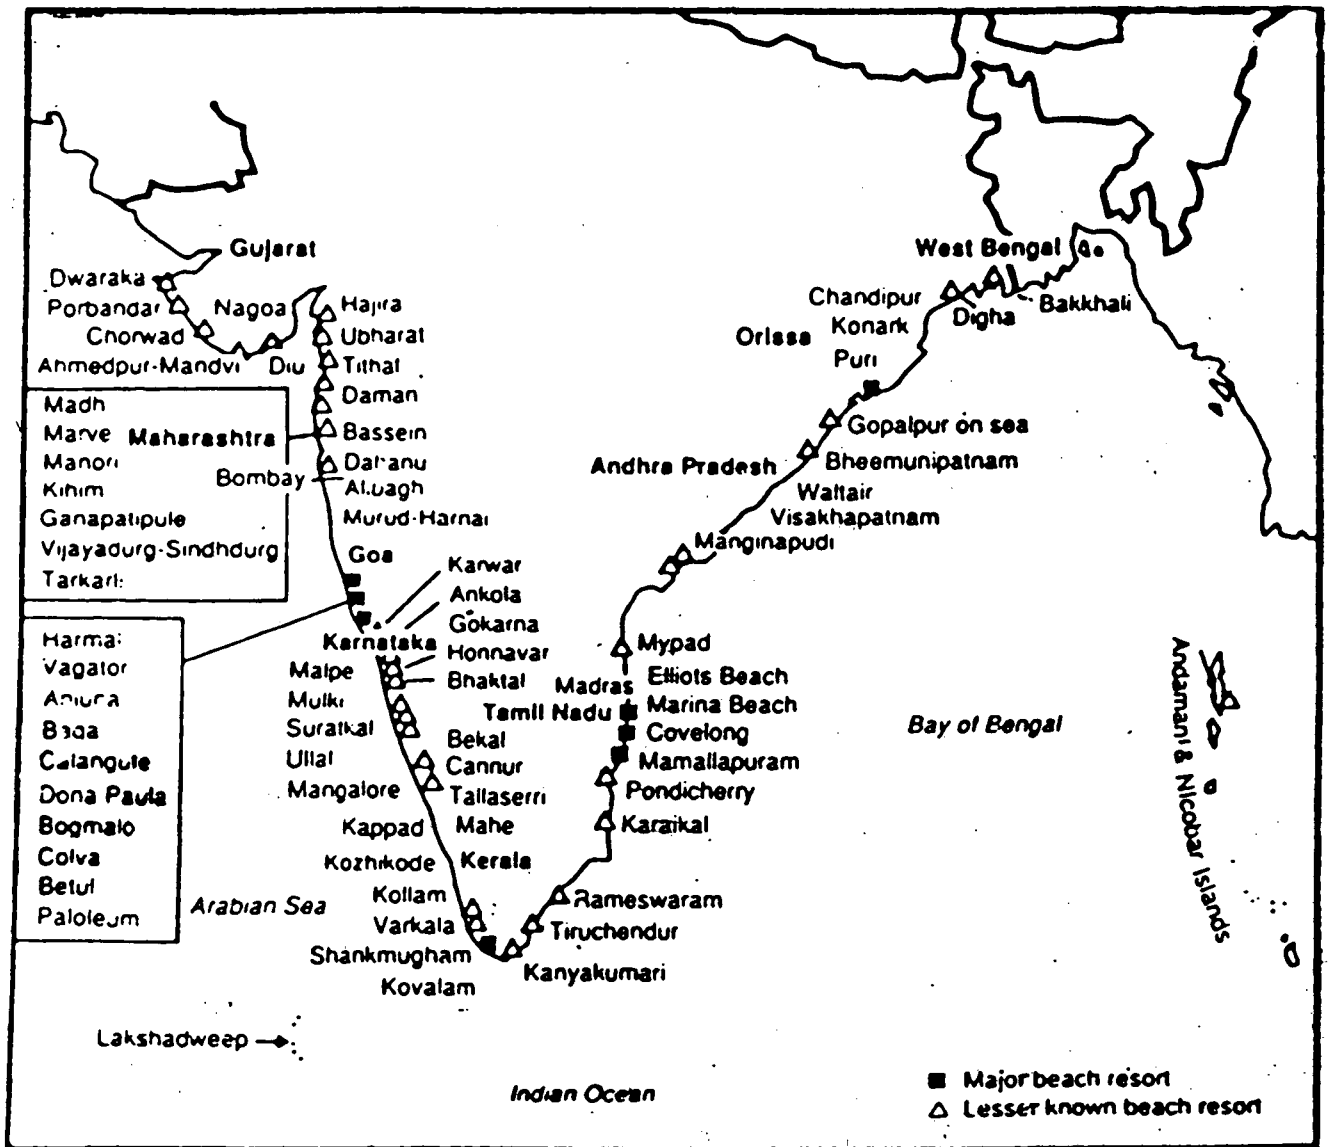 Gujarat
Dwaraka
Porbandar
Nagoa
Hajira
Chorwad
Ubharat
Ahmedpur-Mandvi
Diu
Tithal
Daman
Bassein
Dahanu
Bombay
Murud-Harnai
Maharashtra
Madh
Marve
Manori
Kihim
Ganapatipule
Vijayadurg-Sindhdurg
Goa
Harmal
Vagator
Baga
Calangute
Dona Paula
Bogmalo
Colva
Betul
Paloleum
Karwar
Ankola
Gokarna
Karnataka
Honnavar
Malpe
Bhaktal
Mulki
Suratkal
Bekal
Ullal
Cannur
Mangalore
Tallaserri
Kappad
Mahe
Kozhikode
Kerala
Kollam
Varkala
Shankmugham
Kovalam
Arabian Sea
Lakshadweep
Indian Ocean
West Bengal
Chandipur
Bakkhali
Konark
Digha
Orissa
Puri
Gopalpur on sea
Andhra Pradesh
Bheemunipatnam
Waltair
Visakhapatnam
Manginapudi
Mypad
Elliots Beach
Madras
Marina Beach
Tamil Nadu
Covelong
Mamallapuram
Pondicherry
Karaikal
Rameswaram
Tiruchendur
Kanyakumari
Bay of Bengal
Andaman & Nicobar Islands
Major beach resort
Lesser known beach resort